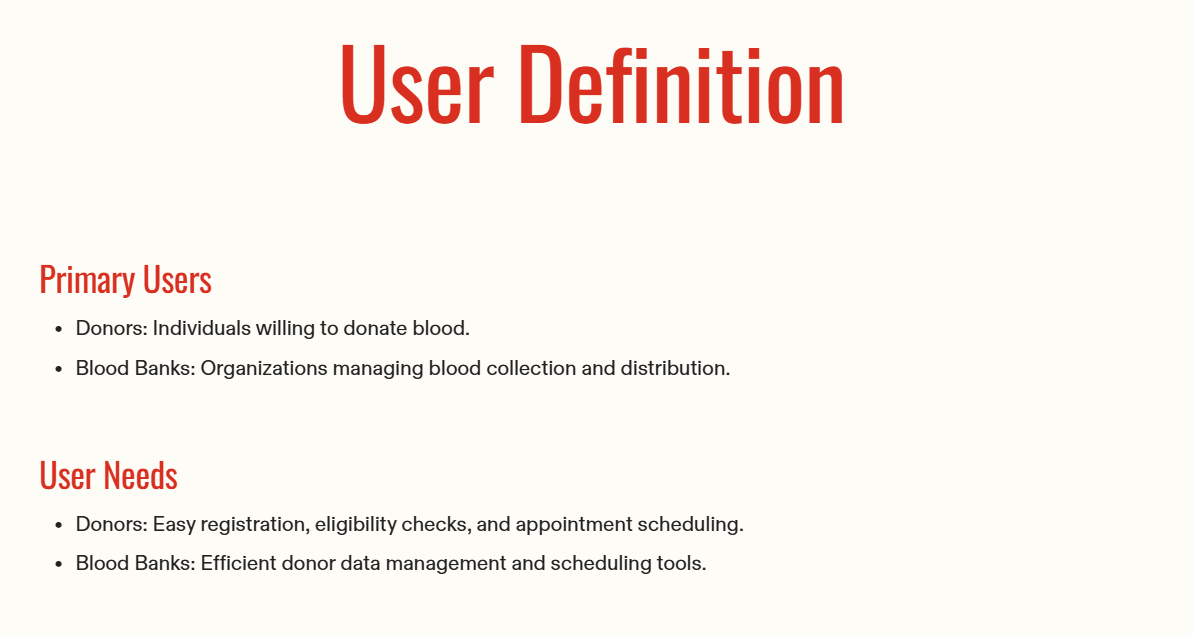 User Definition
Primary Users
• Donors: Individuals willing to donate blood.
• Blood Banks: Organizations managing blood collection and distribution.
User Needs
• Donors: Easy registration, eligibility checks, and appointment scheduling.
• Blood Banks: Efficient donor data management and scheduling tools.